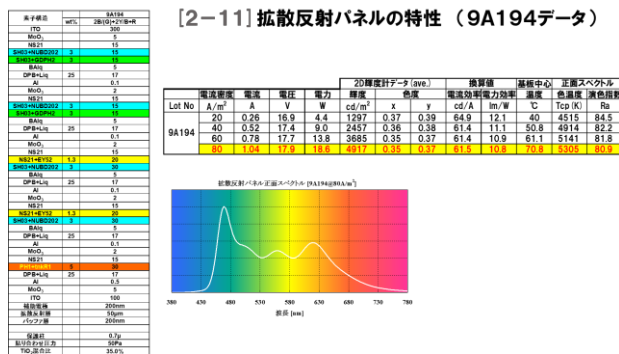 [2-11] 拡散反射パネルの特性 (9A194データ)
素子構造 wt% 9A194
2B/(G)+2Y/B+R
ITO 300
MoO₃ 5
NS21 15
SH03+NUBD202 3 15
SH03+GDPH2 3 15
BAlq 5
DPB+Liq 25 17
Al 0.1
MoO₃ 2
NS21 15
SH03+NUBD202 3 15
SH03+GDPH2 3 15
BAlq 5
DPB+Liq 25 17
Al 0.1
MoO₃ 2
NS21 15
NS21+EY52 1.3 20
SH03+NUBD202 3 30
BAlq 5
DPB+Liq 25 17
Al 0.1
MoO₃ 2
NS21 15
NS21+EY52 1.3 20
SH03+NUBD202 3 30
BAlq 5
DPB+Liq 25 17
Al 0.1
MoO₃ 2
NS21 15
5 30
DPB+Liq 25 17
Al 0.5
MoO₃ 5
ITO 100
補助電極 200nm
拡散反射層 50μm
バッファ層 200nm
保護層 0.7μ
貼り合わせ圧力 50Pa
TiO₂混合比 35.0%
2D輝度計データ(ave.) 換算値 基板中心 正面スペクトル
電流密度 電流 電圧 電力 輝度 色度 電流効率 電力効率 温度 色温度 演色指数
Lot No A/m² A V W cd/m² x y cd/A lm/W ℃ Tcp (K) Ra
9A194
20 0.26 16.9 4.4 1297 0.37 0.39 64.9 12.1 40 4515 84.5
40 0.52 17.4 9.0 2457 0.36 0.38 61.4 11.1 50.8 4914 82.2
60 0.78 17.7 13.8 3685 0.35 0.37 61.4 10.9 61.1 5141 81.8
80 1.04 17.9 18.6 4917 0.35 0.37 61.5 10.8 70.8 5305 80.9
拡散反射パネル正面スペクトル [9A194@80A/m²]
380 430 480 530 580 630 680 730 780
波長 [nm]